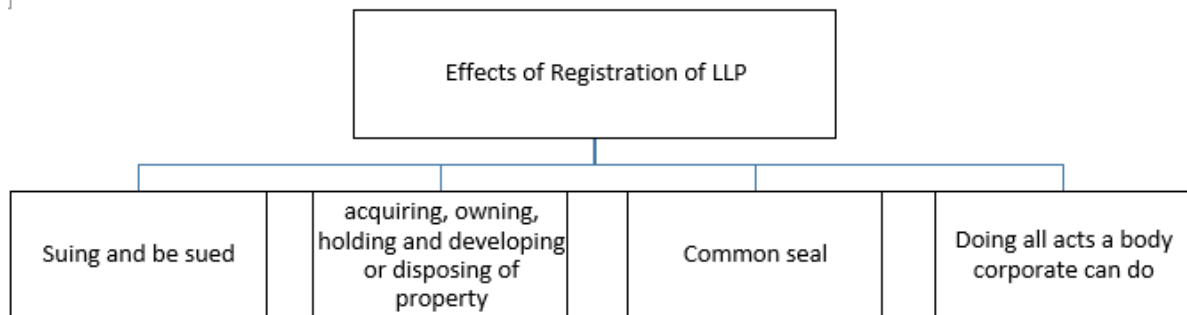 Effects of Registration of LLP
Suing and be sued
acquiring, owning,
holding and developing
or disposing of
property
Common seal
Doing all acts a body
corporate can do